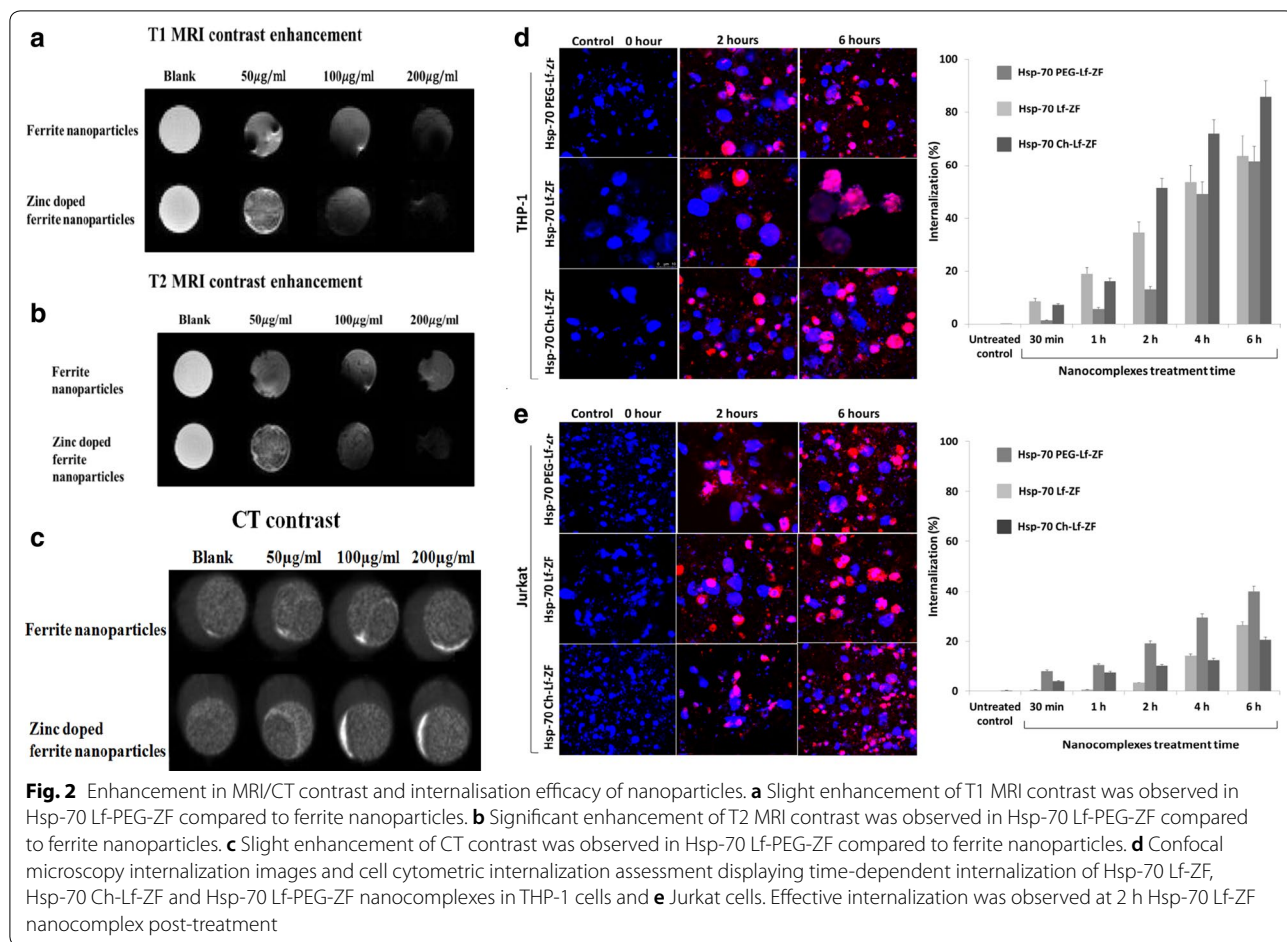 a
T1 MRI contrast enhancement
Blank 50µg/ml 100µg/ml 200µg/ml
Ferrite nanoparticles
Zinc doped
ferrite nanoparticles
T2 MRI contrast enhancement
b
Blank 50µg/ml 100µg/ml 200µg/ml
Ferrite
nanoparticles
Zinc doped
ferrite
nanoparticles
CT contrast
c
Blank 50µg/ml 100µg/ml 200µg/ml
Ferrite nanoparticles
Zinc doped
ferrite nanoparticles
d
Control 0 hour 2 hours 6 hours
THP-1
Hsp-70 PEG-Lf-ZF
Hsp-70 Lf-ZF
Hsp-70 Ch-Lf-ZF
Internalization (%)
100
80
60
40
20
0
Hsp-70 PEG-Lf-ZF
Hsp-70 Lf-ZF
Hsp-70 Ch-Lf-ZF
Untreated
control
30 min 1 h 2 h 4 h 6 h
Nanocomplexes treatment time
e
Control 0 hour 2 hours 6 hours
Jurkat
Hsp-70 PEG-Lf-ZF
Hsp-70 Lf-ZF
Hsp-70 Ch-Lf-ZF
Internalization (%)
100
80
60
40
20
0
Hsp-70 PEG-Lf-ZF
Hsp-70 Lf-ZF
Hsp-70 Ch-Lf-ZF
Untreated
control
30 min 1 h 2 h 4 h 6 h
Nanocomplexes treatment time
Fig. 2 Enhancement in MRI/CT contrast and internalisation efficacy of nanoparticles. a Slight enhancement of T1 MRI contrast was observed in
Hsp-70 Lf-PEG-ZF compared to ferrite nanoparticles. b Significant enhancement of T2 MRI contrast was observed in Hsp-70 Lf-PEG-ZF compared
to ferrite nanoparticles. c Slight enhancement of CT contrast was observed in Hsp-70 Lf-PEG-ZF compared to ferrite nanoparticles. d Confocal
microscopy internalization images and cell cytometric internalization assessment displaying time-dependent internalization of Hsp-70 Lf-ZF,
Hsp-70 Ch-Lf-ZF and Hsp-70 Lf-PEG-ZF nanocomplexes in THP-1 cells and e Jurkat cells. Effective internalization was observed at 2 h Hsp-70 Lf-ZF
nanocomplex post-treatment